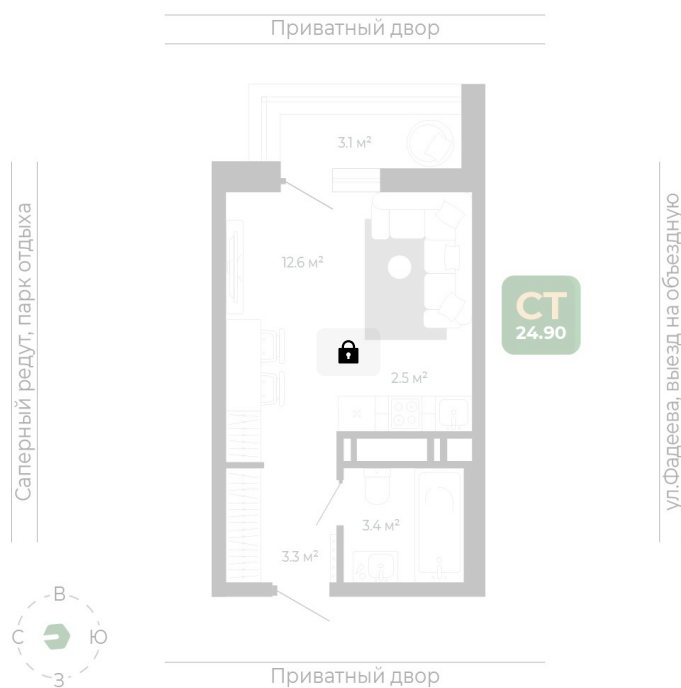 Приватный двор
3.1 м²
Саперный редут, парк отдыха
ул.Фадеева, выезд на объездную
12.6 м²
СТ
24.90
2.5 м²
3.4 м²
3.3 м²
В
С
Ю
З
Приватный двор